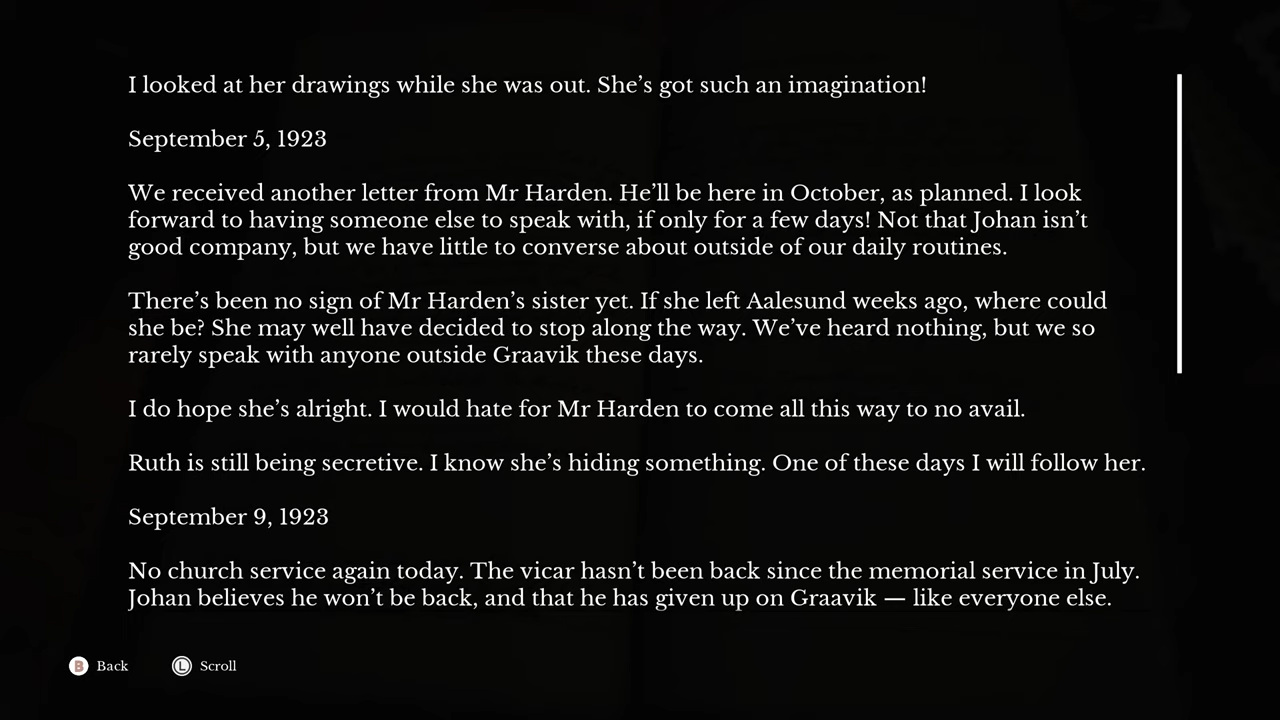 I looked at her drawings while she was out. She’s got such an imagination!
September 5, 1923
We received another letter from Mr Harden. He’ll be here in October, as planned. I look
forward to having someone else to speak with, if only for a few days! Not that Johan isn’t
good company, but we have little to converse about outside of our daily routines.
There’s been no sign of Mr Harden’s sister yet. If she left Aalesund weeks ago, where could
she be? She may well have decided to stop along the way. We’ve heard nothing, but we so
rarely speak with anyone outside Graavik these days.
I do hope she’s alright. I would hate for Mr Harden to come all this way to no avail.
Ruth is still being secretive. I know she’s hiding something. One of these days I will follow her.
September 9, 1923
No church service again today. The vicar hasn’t been back since the memorial service in July.
Johan believes he won’t be back, and that he has given up on Graavik — like everyone else.
B Back L Scroll